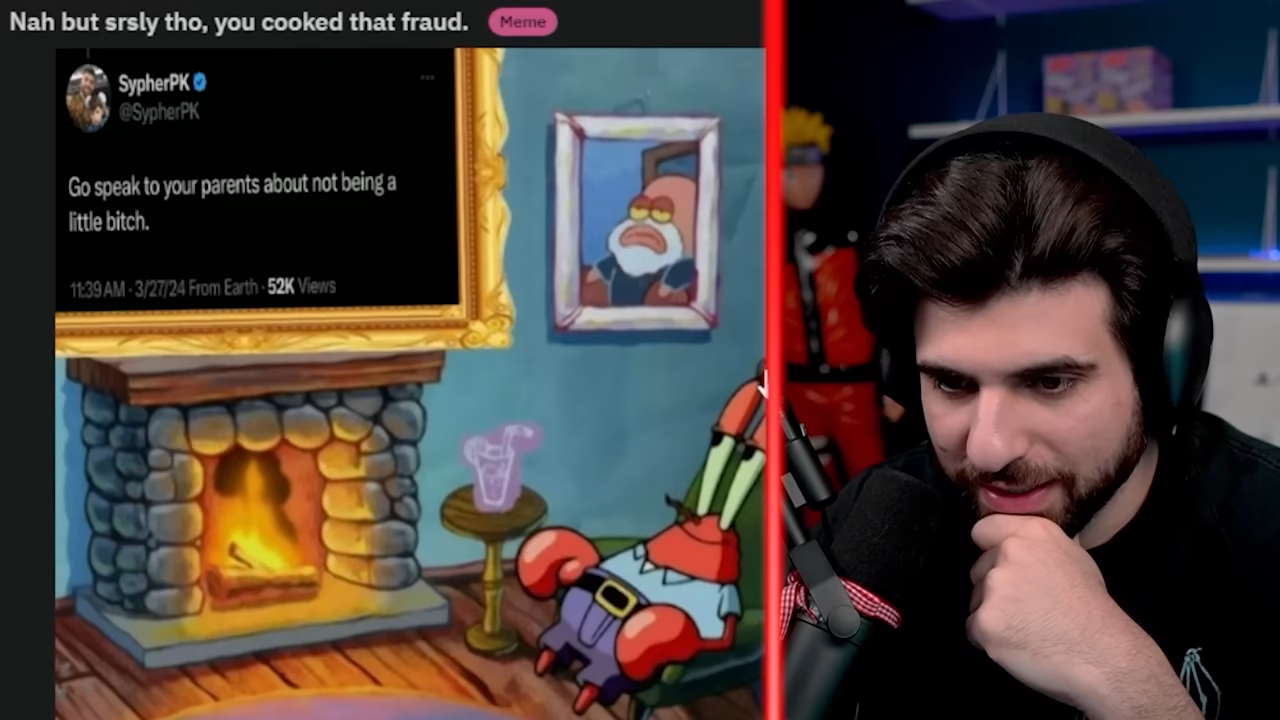 Nah but srsly tho, you cooked that fraud. Meme
SypherPK
@SypherPK
Go speak to your parents about not being a
little bitch.
11:39 AM · 3/27/24 From Earth · 52K Views